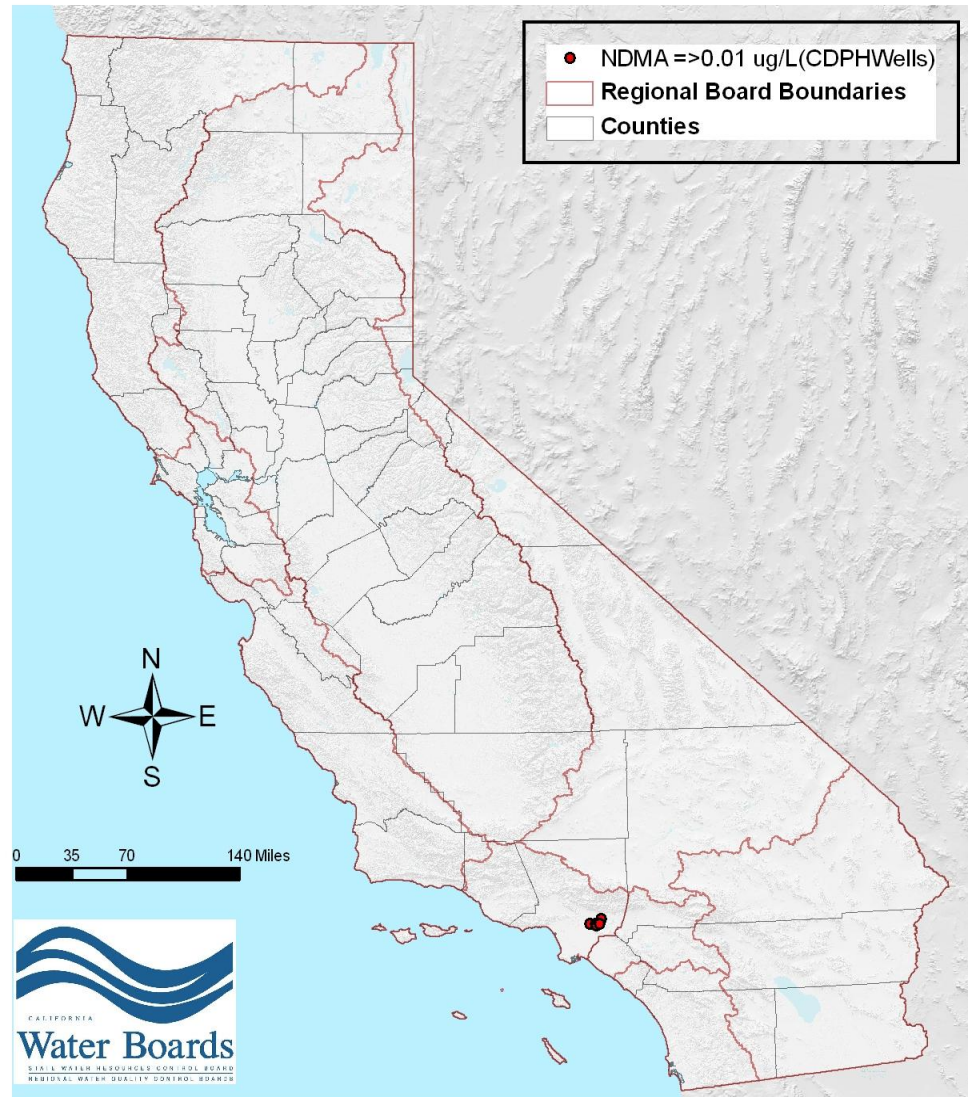 NDMA =>0.01 ug/L(CDPHWells)
Regional Board Boundaries
Counties
N
W E
S
0 35 70 140 Miles
CALIFORNIA
Water Boards
STATE WATER RESOURCES CONTROL BOARD
REGIONAL WATER QUALITY CONTROL BOARDS